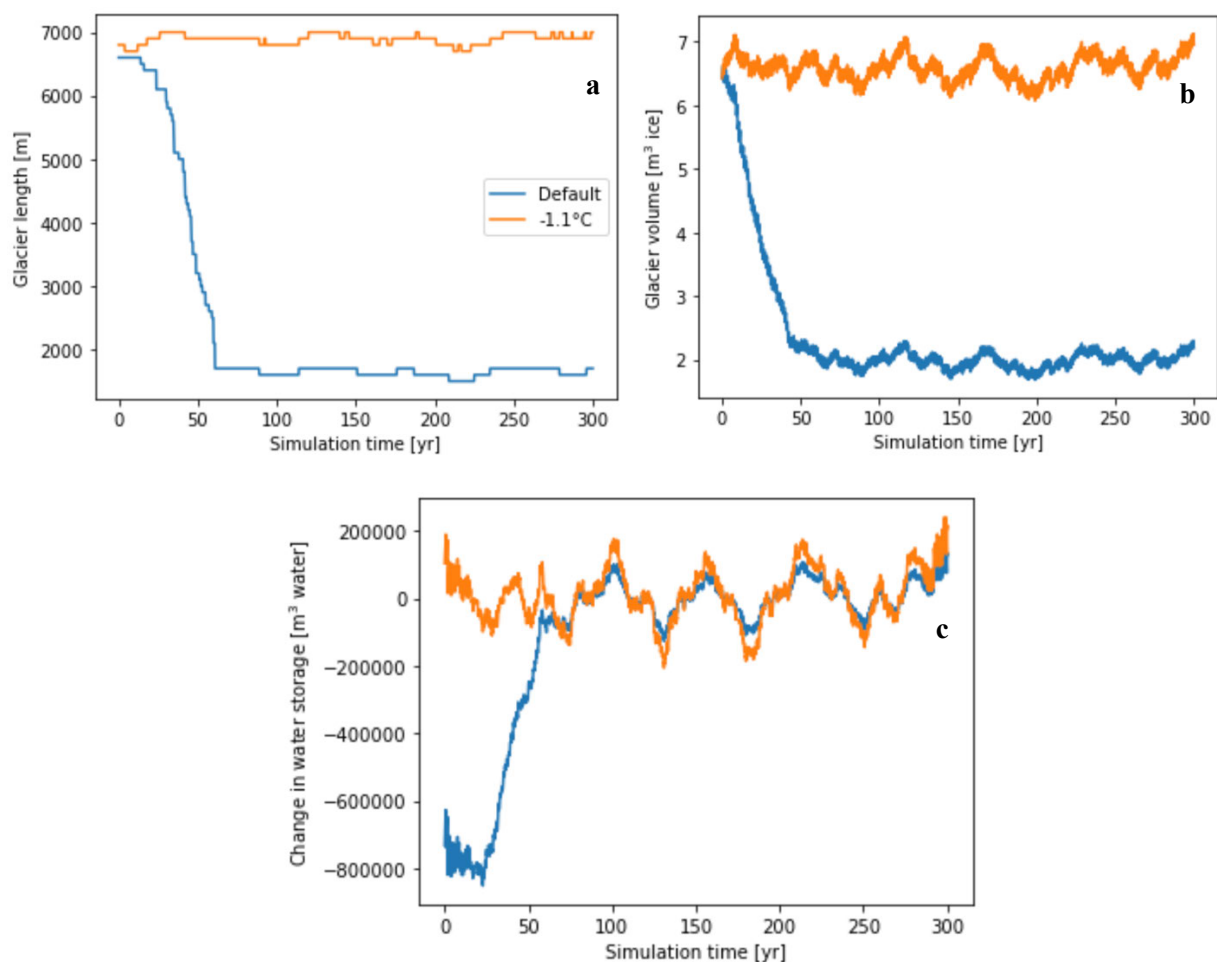 7000
6000
5000
4000
3000
2000
Glacier length [m]
a
Default
-1.1°C
0 50 100 150 200 250 300
Simulation time [yr]
7
6
5
4
3
2
Glacier volume [m³ ice]
b
0 50 100 150 200 250 300
Simulation time [yr]
200000
0
−200000
−400000
−600000
−800000
Change in water storage [m³ water]
c
0 50 100 150 200 250 300
Simulation time [yr]